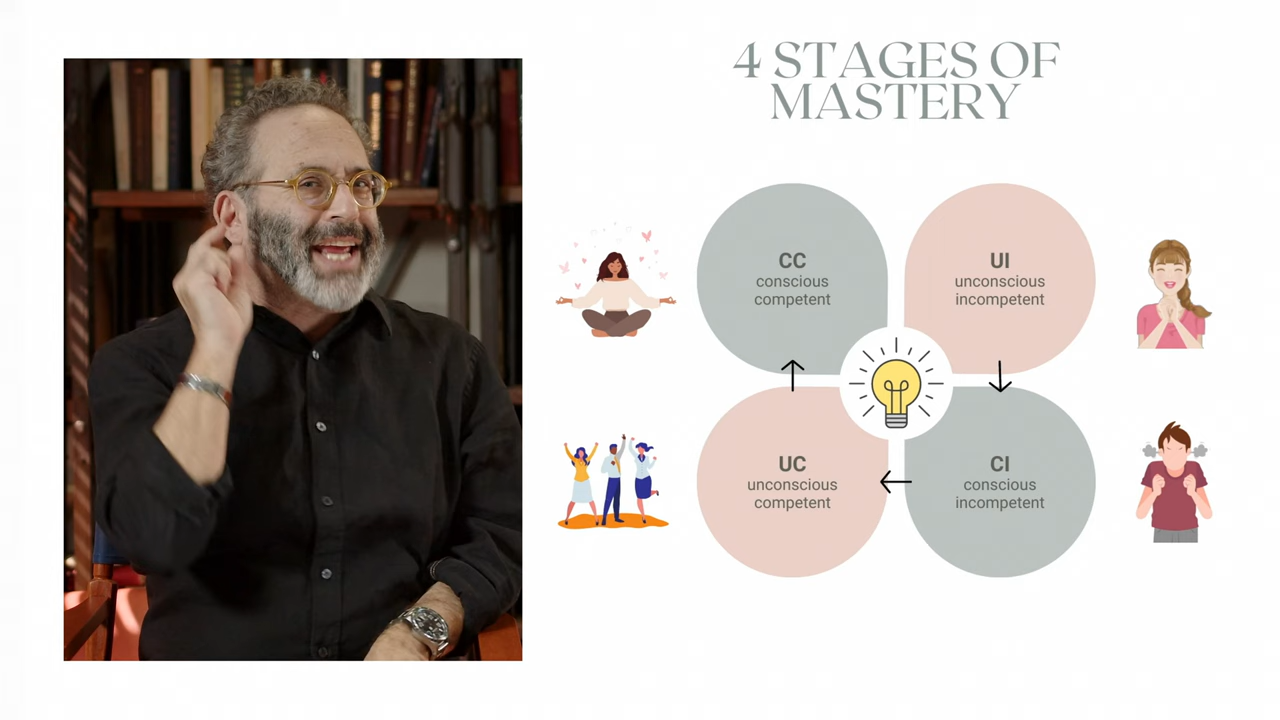 4 STAGES OF
MASTERY
CC
conscious
competent
UI
unconscious
incompetent
UC
unconscious
competent
CI
conscious
incompetent